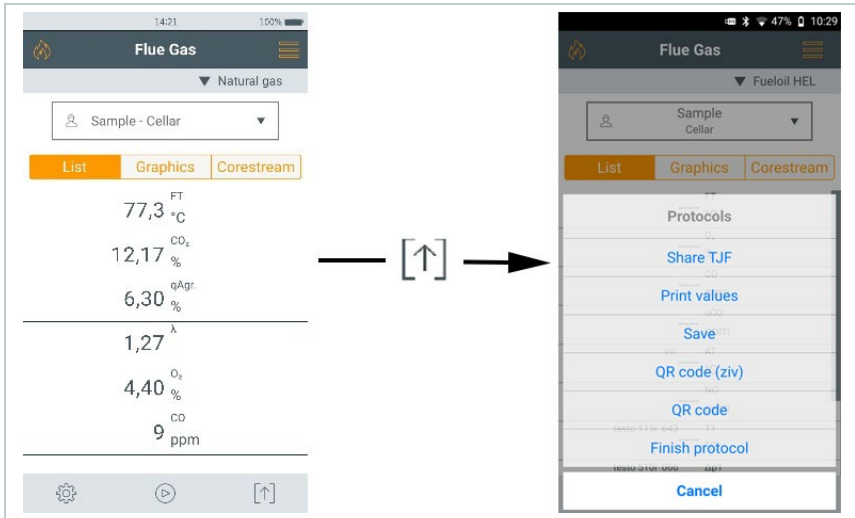 14:21 100%
Flue Gas
Natural gas
Sample - Cellar
List Graphics Corestream
FT
77,3 °C
CO₂
12,17 %
qAgr.
6,30 %
λ
1,27
O₂
4,40 %
CO
9 ppm
47% 10:29
Flue Gas
Fueloil HEL
Sample
Cellar
List Graphics Corestream
Protocols
Share TJF
Print values
Save
QR code (ziv)
QR code
Finish protocol
Cancel